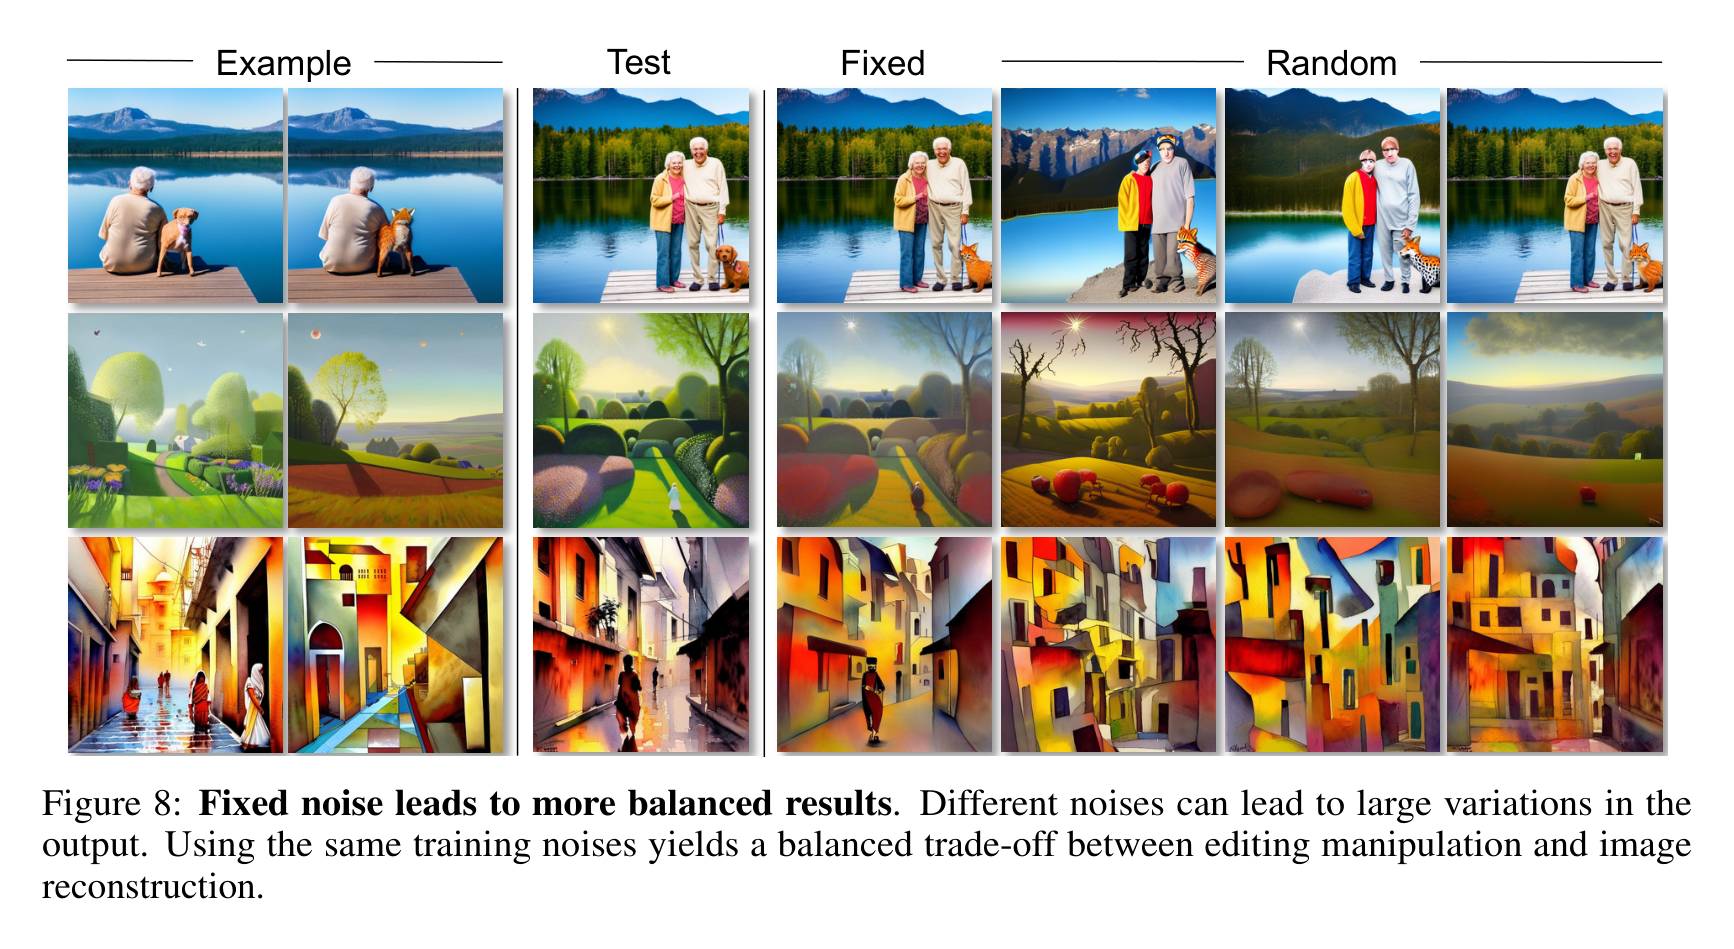 Example Test Fixed Random
Figure 8: Fixed noise leads to more balanced results. Different noises can lead to large variations in the
output. Using the same training noises yields a balanced trade-off between editing manipulation and image
reconstruction.